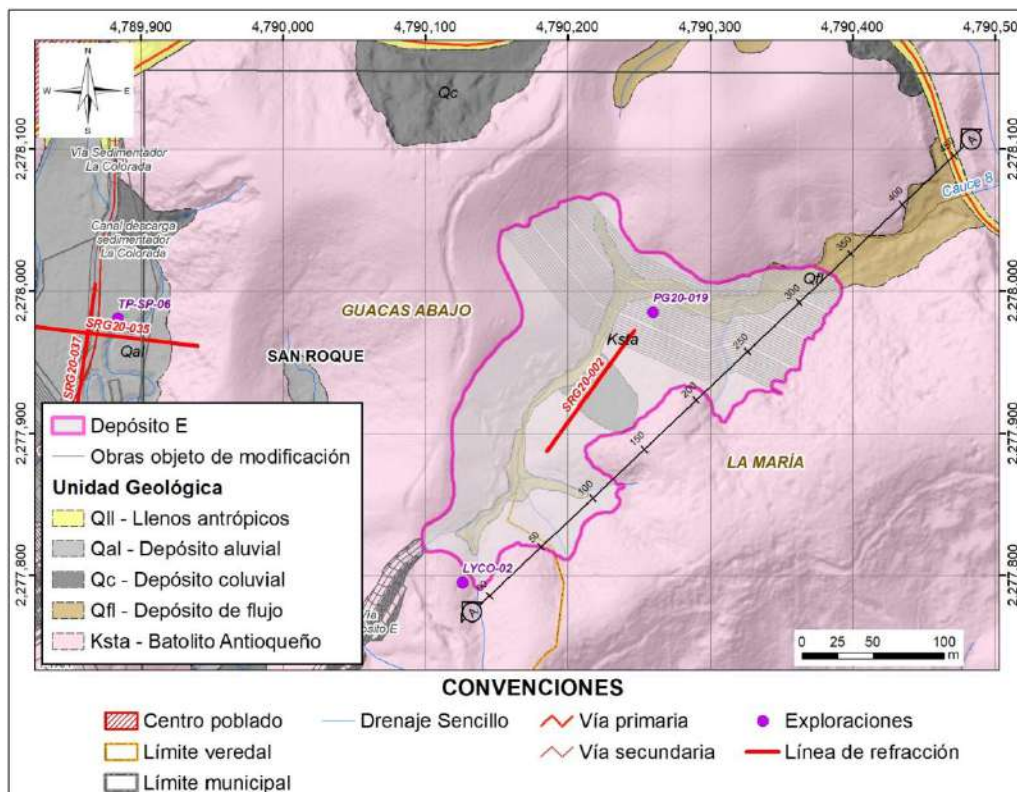 4,789,900
4,790,000
4,790,100
4,790,200
4,790,300
4,790,400
4,790,50
N
W
E
S
Qc
2,278,100
2,278,100
Vía Sedimentador
La Colorada
Cauce 8
A
400
350
Canal descarga
sedimentador
La Colorada
Qfl
300
2,278,000
2,278,000
TP-SP-06
PG20-019
GUACAS ABAJO
SRG20-035
Qal
SRG20-037
Ksta
SAN ROQUE
SRG20-002
250
200
2,277,900
2,277,900
150
LA MARÍA
100
50
LYCO-02
0
A
2,277,800
2,277,800
Vía
pósito E
Depósito E
Obras objeto de modificación
Unidad Geológica
Qll - Llenos antrópicos
Qal - Depósito aluvial
Qc - Depósito coluvial
Qfl - Depósito de flujo
Ksta - Batolito Antioqueño
0 25 50 100
m
CONVENCIONES
Centro poblado
Drenaje Sencillo
Vía primaria
Exploraciones
Límite veredal
Vía secundaria
Línea de refracción
Límite municipal